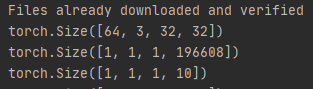 Files already downloaded and verified
torch.Size([64, 3, 32, 32])
torch.Size([1, 1, 1, 196608])
torch.Size([1, 1, 1, 10])